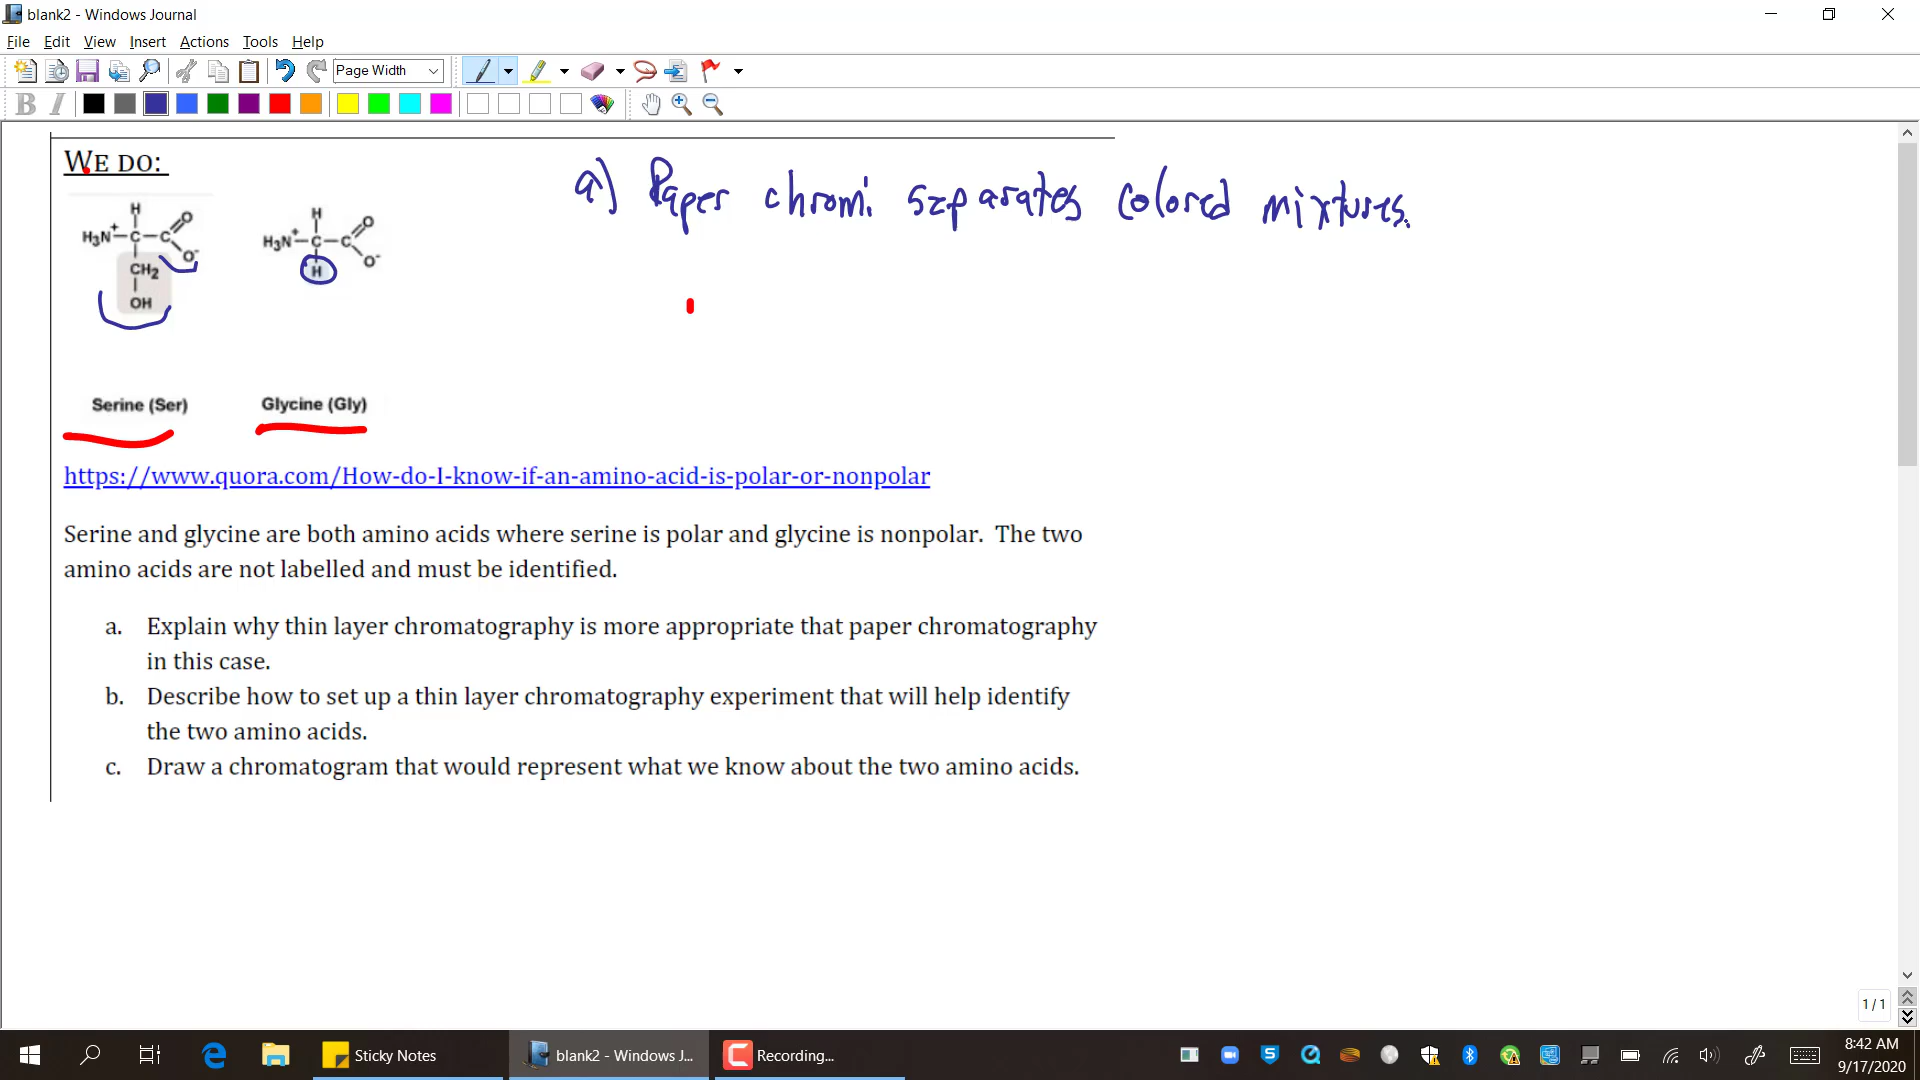 blank2 - Windows Journal
File Edit View Insert Actions Tools Help
Page Width
B I
WE DO:
a) Paper chrom. separates colored mixtures.
H H
H₃N⁺ C C O O⁻ H₃N⁺ C C O O⁻
CH₂ H
OH
Serine (Ser) Glycine (Gly)
https://www.quora.com/How-do-I-know-if-an-amino-acid-is-polar-or-nonpolar
Serine and glycine are both amino acids where serine is polar and glycine is nonpolar. The two
amino acids are not labelled and must be identified.
a. Explain why thin layer chromatography is more appropriate that paper chromatography
in this case.
b. Describe how to set up a thin layer chromatography experiment that will help identify
the two amino acids.
c. Draw a chromatogram that would represent what we know about the two amino acids.
1 / 1
Sticky Notes
blank2 - Windows J...
Recording...
8:42 AM
9/17/2020